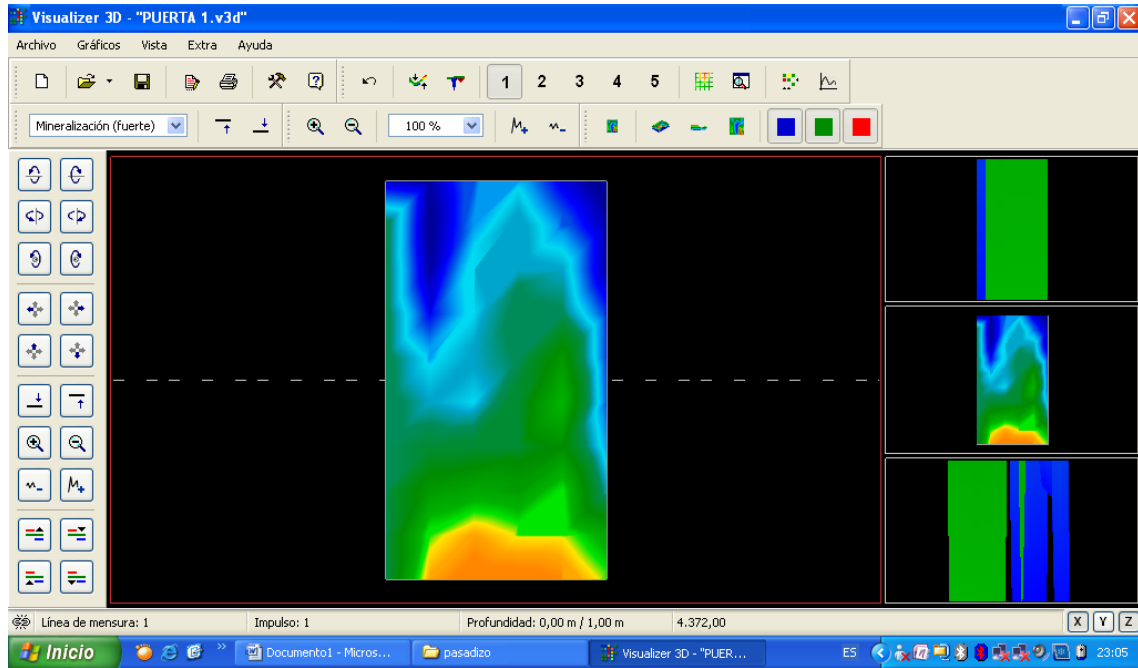 Visualizer 3D - "PUERTA 1.v3d"
Archivo Gráficos Vista Extra Ayuda
1 2 3 4 5
Mineralización (fuerte) 100 %
Línea de mensura: 1 Impulso: 1 Profundidad: 0,00 m / 1,00 m 4.372,00 X Y Z
Inicio Documento1 - Micros... pasadizo Visualizer 3D - "PUER... ES 23:05